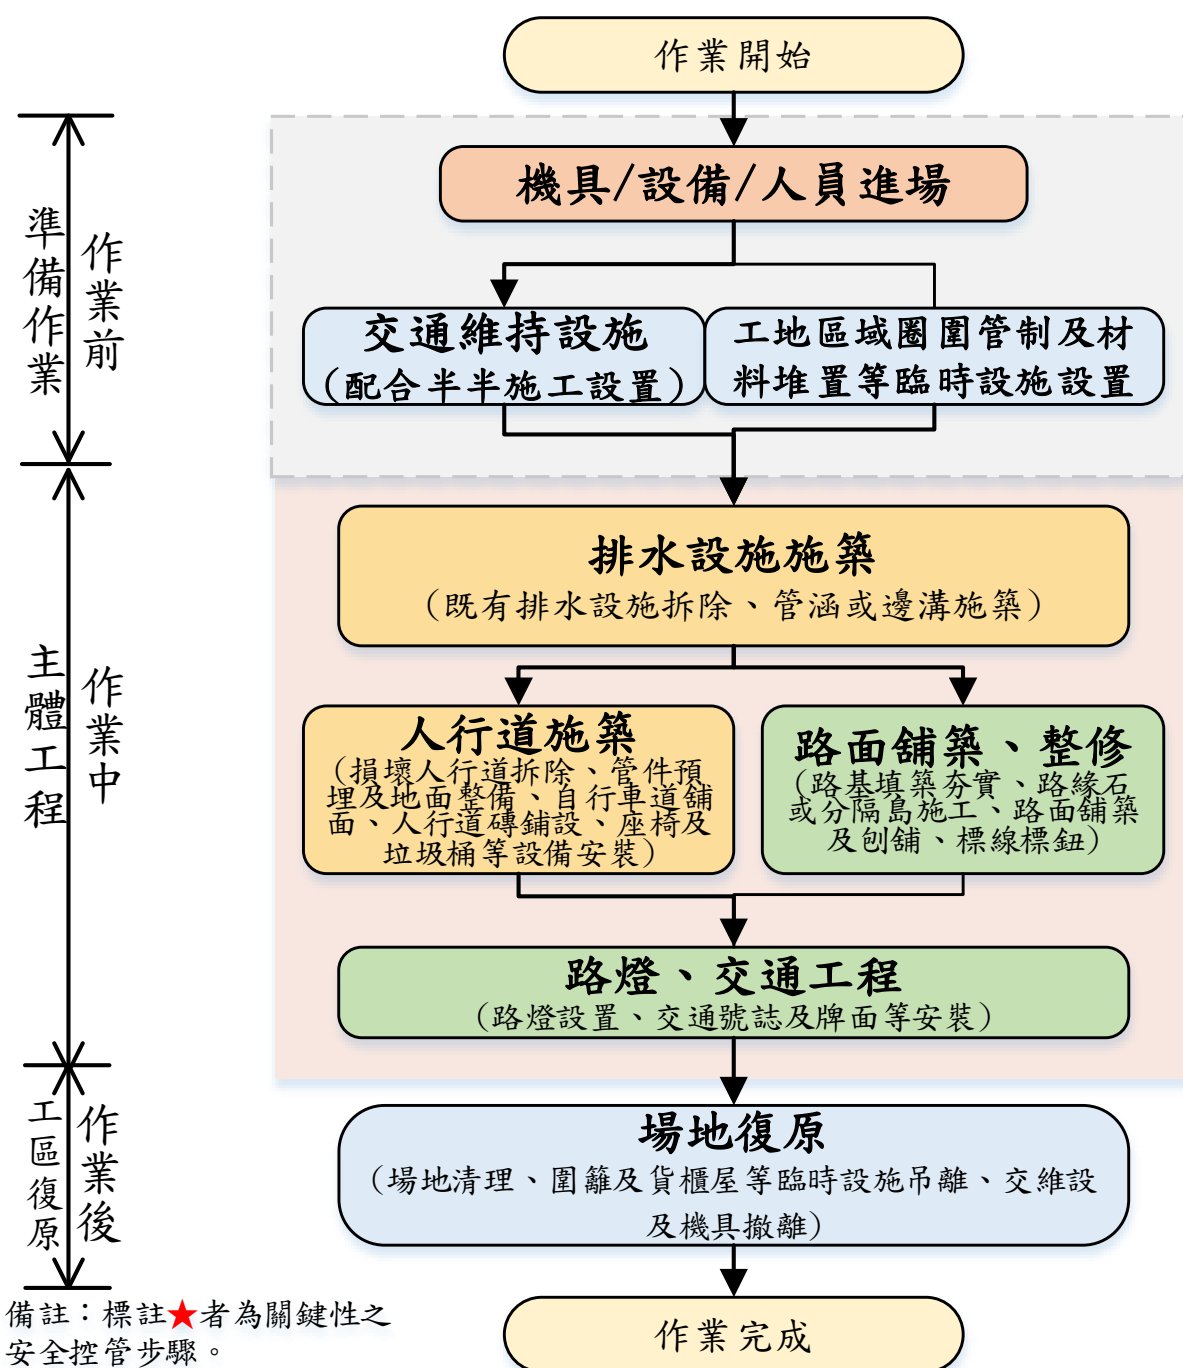 作業開始
機具/設備/人員進場
準備作業
作業前
交通維持設施
(配合半半施工設置)
工地區域圈圍管制及材
料堆置等臨時設施設置
排水設施施築
(既有排水設施拆除、管涵或邊溝施築)
主體工程
作業中
人行道施築
(損壞人行道拆除、管件預
埋及地面整備、自行車道舖
面、人行道磚鋪設、座椅及
垃圾桶等設備安裝)
路面舖築、整修
(路基填築夯實、路緣石
或分隔島施工、路面舖築
及刨舖、標線標鈕)
路燈、交通工程
(路燈設置、交通號誌及牌面等安裝)
工區復原
作業後
場地復原
(場地清理、圍籬及貨櫃屋等臨時設施吊離、交維設
及機具撤離)
作業完成
備註：標註★者為關鍵性之
安全控管步驟。